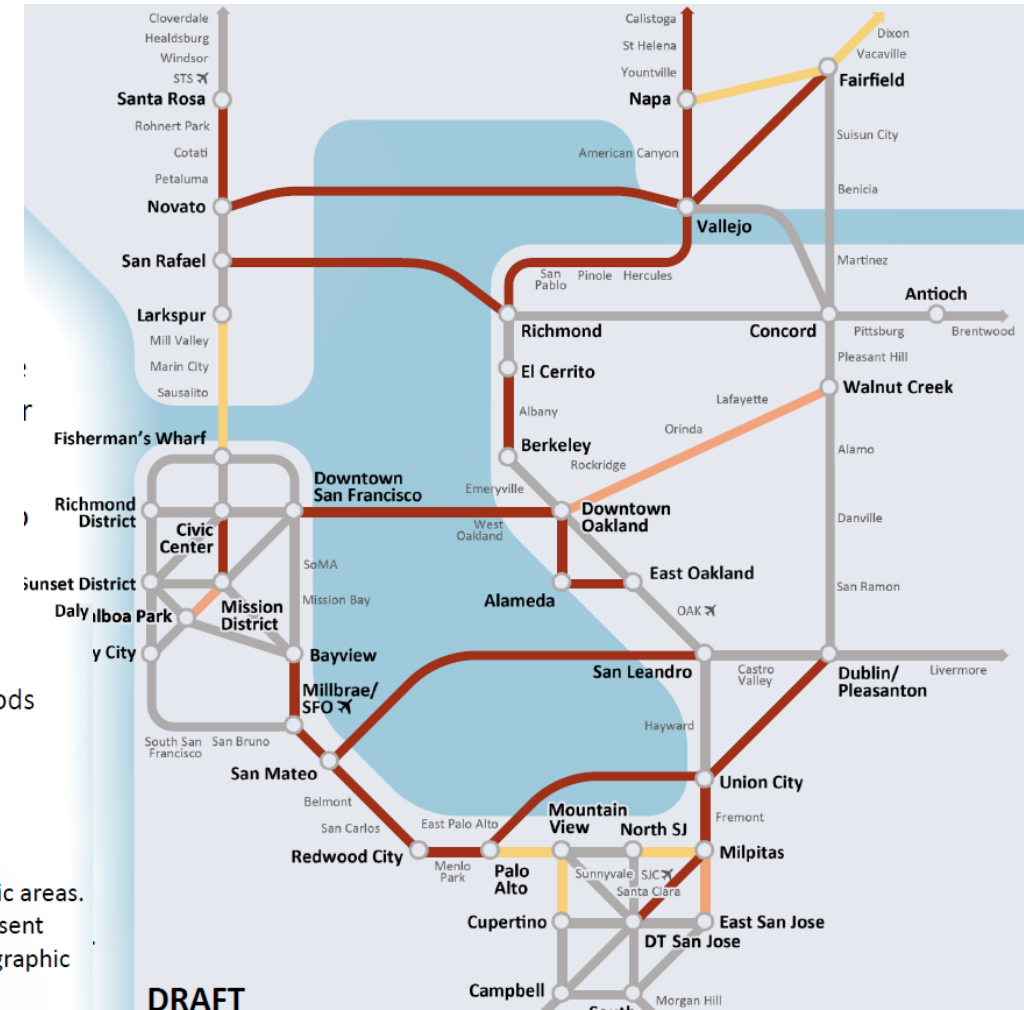 Cloverdale
Healdsburg
Windsor
STS
Santa Rosa
Rohnert Park
Cotati
Petaluma
Novato
San Rafael
Larkspur
Mill Valley
Marin City
Sausalito
Fisherman's Wharf
Calistoga
St Helena
Yountville
Napa
American Canyon
Vallejo
Dixon
Vacaville
Fairfield
Suisun City
Benicia
Martinez
San
Pablo
Pinole
Hercules
Richmond
Concord
Antioch
Pittsburg
Brentwood
Pleasant Hill
Walnut Creek
El Cerrito
Albany
Berkeley
Lafayette
Orinda
Rockridge
Emeryville
Alamo
Danville
San Ramon
Richmond
District
Civic
Center
Downtown
San Francisco
West
Oakland
Downtown
Oakland
Sunset District
SoMA
Mission Bay
Mission
District
Daly
lboa Park
y City
Bayview
Alameda
East Oakland
OAK
San Leandro
Castro
Valley
Dublin/
Pleasanton
Livermore
Millbrae/
SFO
South San
Francisco
San Bruno
San Mateo
Hayward
Belmont
San Carlos
Redwood City
Menlo
Park
East Palo Alto
Palo
Alto
Mountain
View
North SJ
Union City
Fremont
Milpitas
Sunnyvale
SJC
Santa Clara
Cupertino
DT San Jose
East San Jose
Campbell
South
Morgan Hill
r
ods
ic areas.
sent
graphic
DRAFT